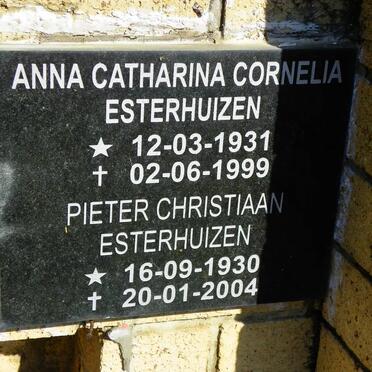 ANNA CATHARINA CORNELIA
ESTERHUIZEN
★ 12-03-1931
✝ 02-06-1999
PIETER CHRISTIAAN
ESTERHUIZEN
★ 16-09-1930
✝ 20-01-2004